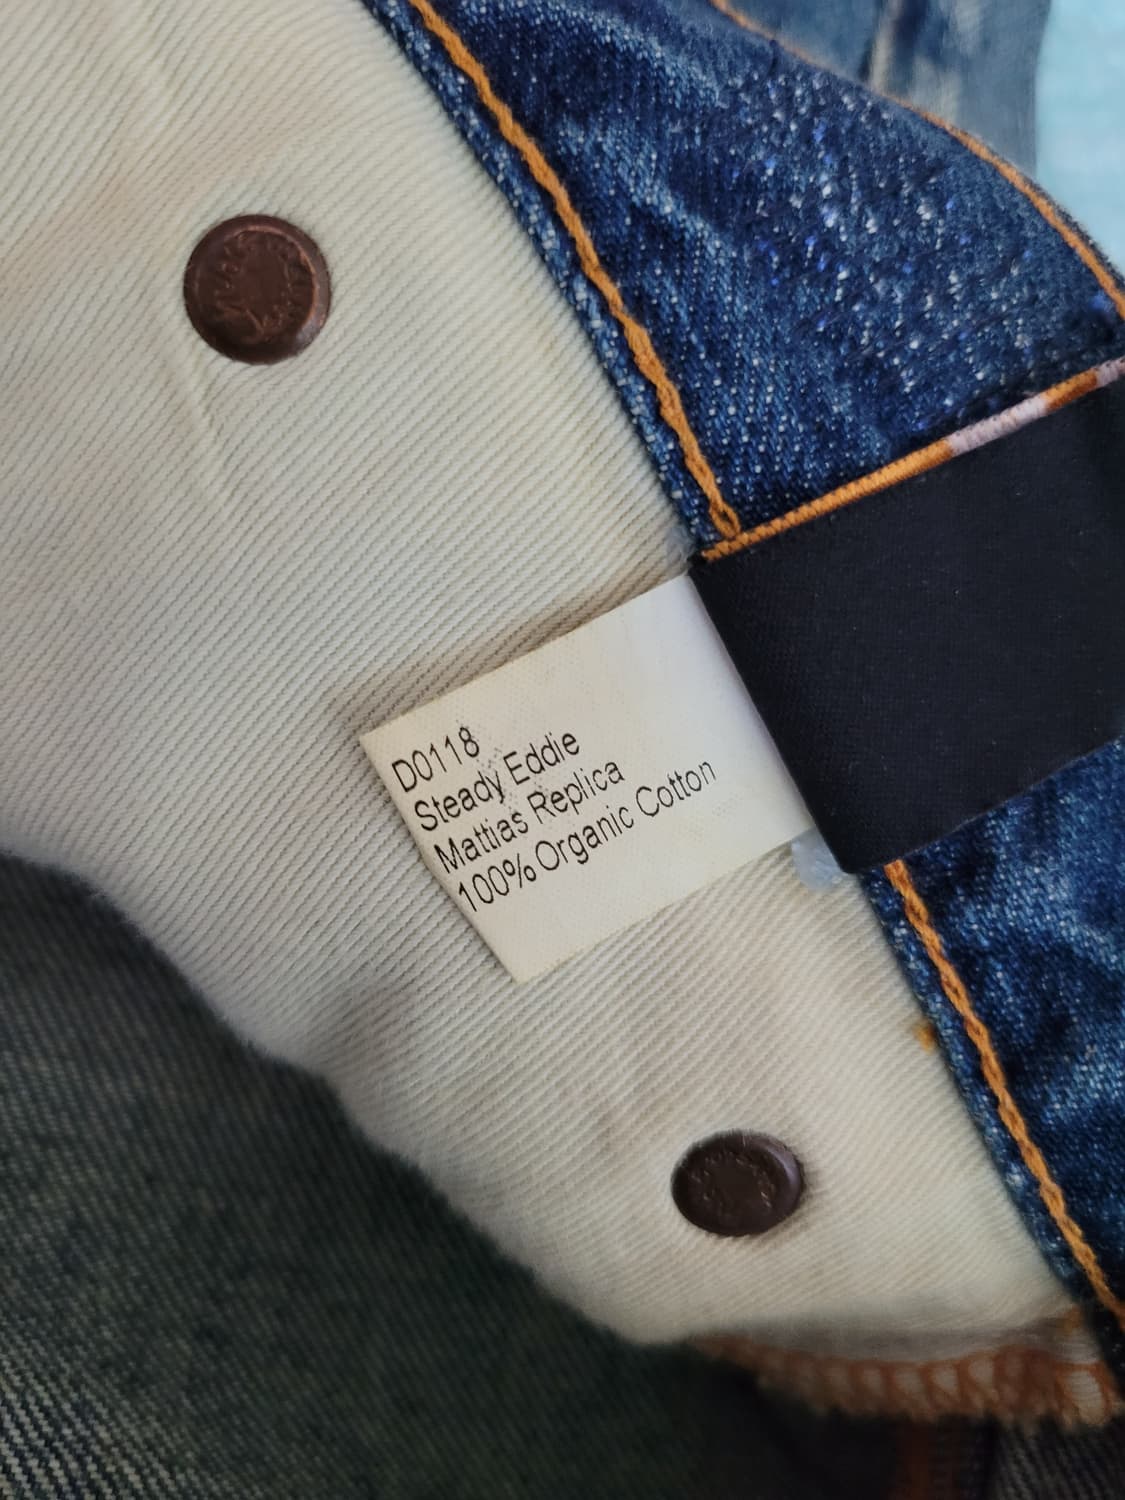 D0118
Steady Eddie
Mattias Replica
100% Organic Cotton